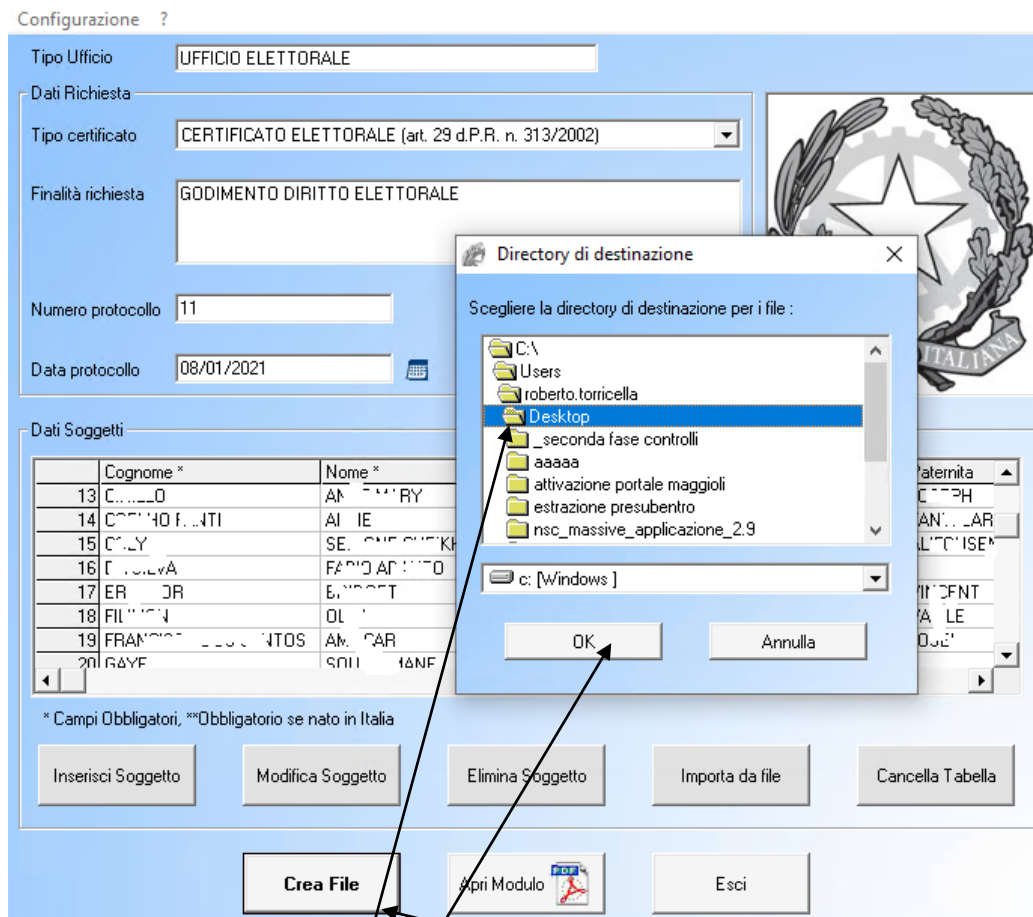 Configurazione ?
Tipo Ufficio UFFICIO ELETTORALE
Dati Richiesta
Tipo certificato CERTIFICATO ELETTORALE (art. 29 d.P.R. n. 313/2002)
Finalità richiesta GODIMENTO DIRITTO ELETTORALE
Numero protocollo 11
Data protocollo 08/01/2021
ITALIANA
Directory di destinazione
Scegliere la directory di destinazione per i file :
C:\
Users
roberto.torricella
Desktop
_seconda fase controlli
aaaaa
attivazione portale maggioli
estrazione presubentro
nsc_massive_applicazione_2.9
c: [Windows ]
OK Annulla
Dati Soggetti
Cognome * Nome *
13
14
15
16
17
18
19
20 GAYE
* Campi Obbligatori, **Obbligatorio se nato in Italia
Inserisci Soggetto Modifica Soggetto Elimina Soggetto Importa da file Cancella Tabella
Crea File Apri Modulo PDF Esci